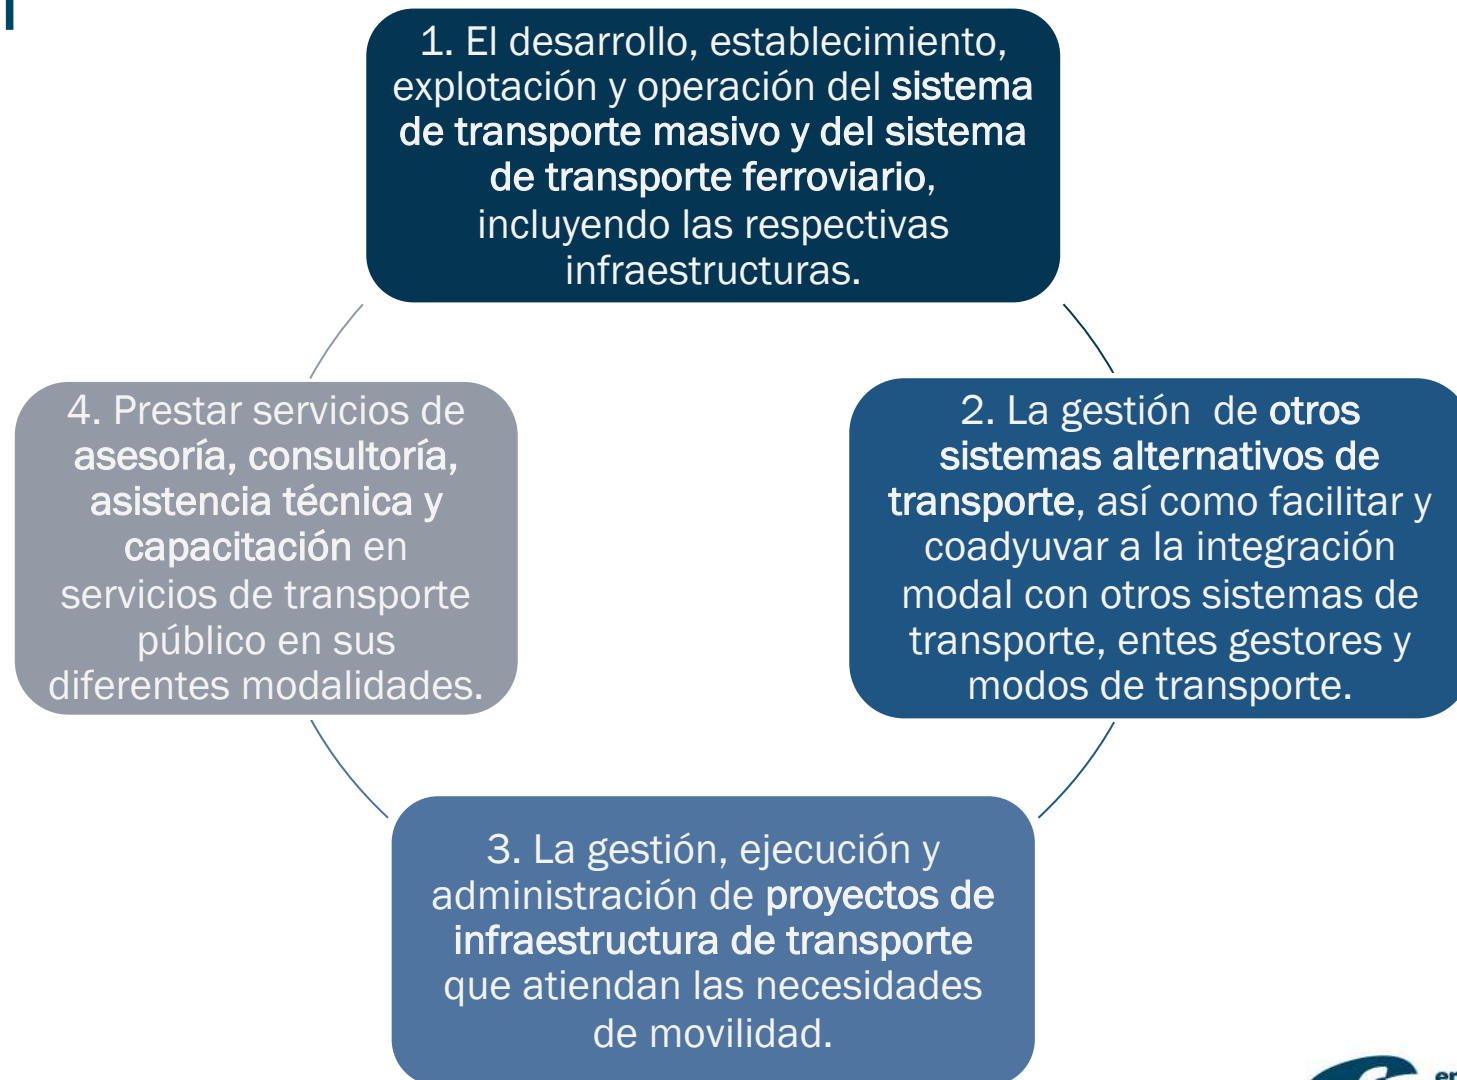 1. El desarrollo, establecimiento,
explotación y operación del sistema
de transporte masivo y del sistema
de transporte ferroviario,
incluyendo las respectivas
infraestructuras.
2. La gestión de otros
sistemas alternativos de
transporte, así como facilitar y
coadyuvar a la integración
modal con otros sistemas de
transporte, entes gestores y
modos de transporte.
3. La gestión, ejecución y
administración de proyectos de
infraestructura de transporte
que atiendan las necesidades
de movilidad.
4. Prestar servicios de
asesoría, consultoría,
asistencia técnica y
capacitación en
servicios de transporte
público en sus
diferentes modalidades.